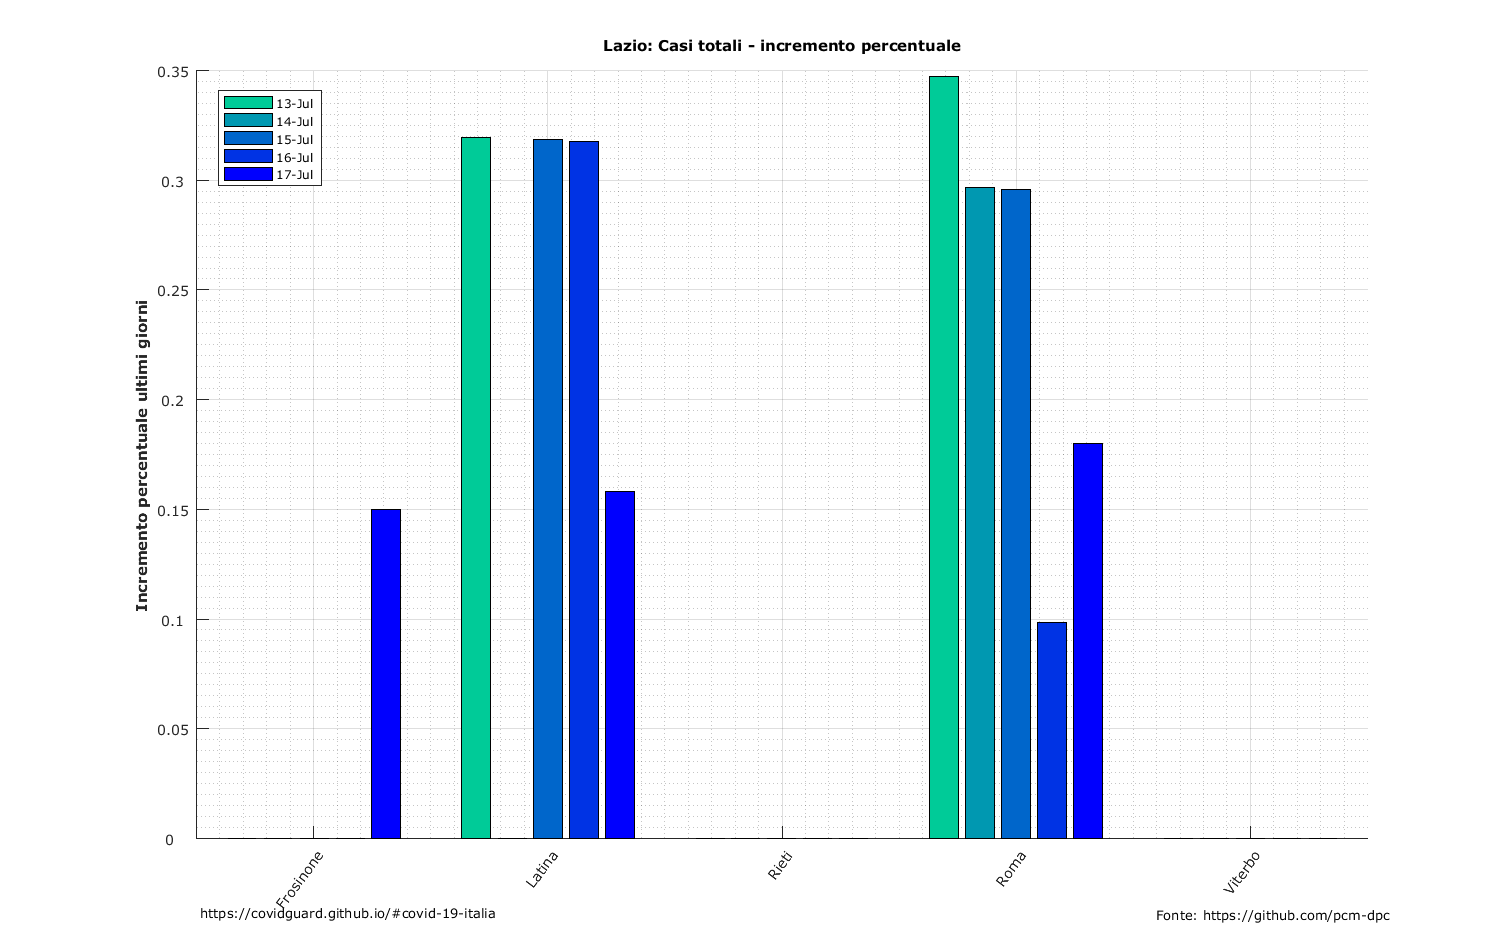 Lazio: Casi totali - incremento percentuale
0.35
0.3
0.25
0.2
0.15
0.1
0.05
0
Incremento percentuale ultimi giorni
13-Jul
14-Jul
15-Jul
16-Jul
17-Jul
Frosinone
Latina
Rieti
Roma
Viterbo
https://covidguard.github.io/#covid-19-italia
Fonte: https://github.com/pcm-dpc